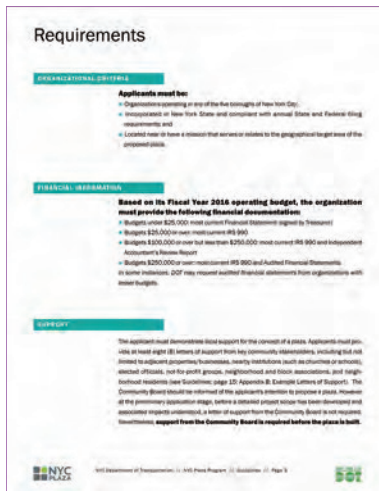 Requirements
ORGANIZATIONAL CRITERIA
Applicants must be:
Organizations operating in any of the five boroughs of New York City;
Incorporated in New York State and compliant with annual State and Federal filing
requirements; and
Located near or have a mission that serves or relates to the geographical target area of the
proposed plaza.
FINANCIAL INFORMATION
Based on its Fiscal Year 2016 operating budget, the organization
must provide the following financial documentation:
Budgets under $25,000: most current Financial Statement (signed by Treasurer)
Budgets $25,000 or over: most current IRS 990
Budgets $100,000 or over but less than $250,000: most current IRS 990 and Independent
Accountant's Review Report
Budgets $250,000 or over: most current IRS 990 and Audited Financial Statements
In some instances, DOT may request audited financial statements from organizations with
lesser budgets.
SUPPORT
The applicant must demonstrate local support for the concept of a plaza. Applicants must pro-
vide at least eight (8) letters of support from key community stakeholders, including but not
limited to adjacent properties/businesses, nearby institutions (such as churches or schools),
elected officials, not-for-profit groups, neighborhood and block associations, and neigh-
borhood residents (see Guidelines: page 15: Appendix B: Example Letters of Support). The
Community Board should be informed of the applicant's intention to propose a plaza. However
at the preliminary application stage, before a detailed project scope has been developed and
associated impacts understood, a letter of support from the Community Board is not required.
Nevertheless, support from the Community Board is required before the plaza is built.
NYC
PLAZA
NYC Department of Transportation // NYC Plaza Program // Guidelines // Page 5
NYC
DOT